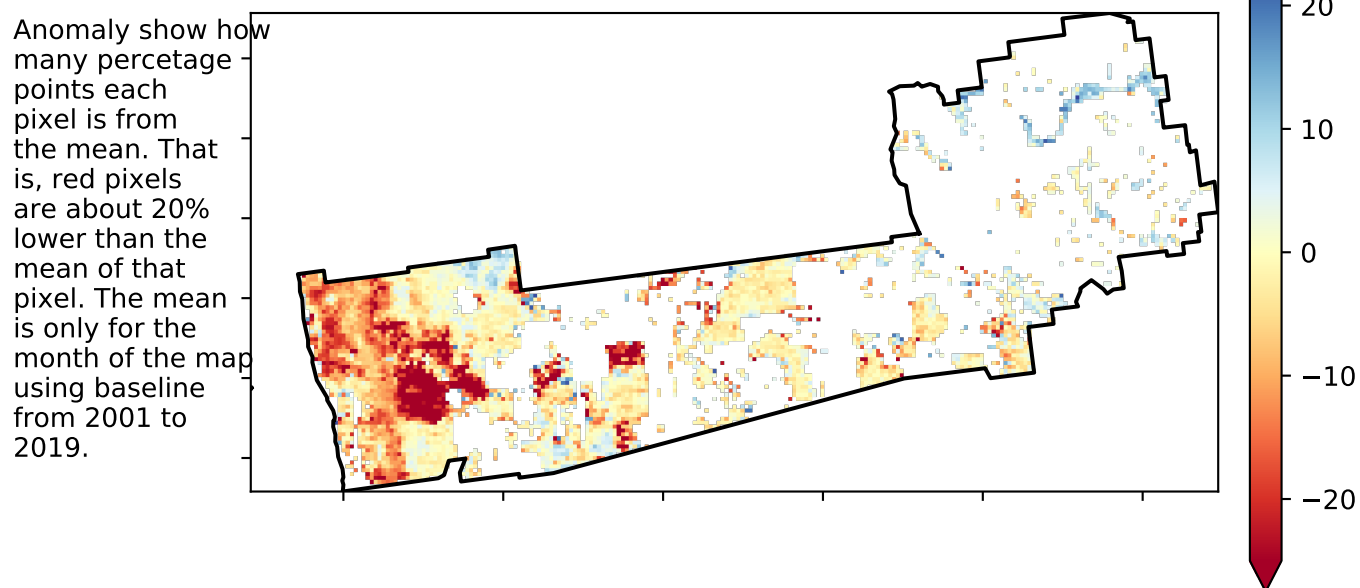 Anomaly show how
many percetage
points each
pixel is from
the mean. That
is, red pixels
are about 20%
lower than the
mean of that
pixel. The mean
is only for the
month of the map
using baseline
from 2001 to
2019.
20
10
0
−10
−20